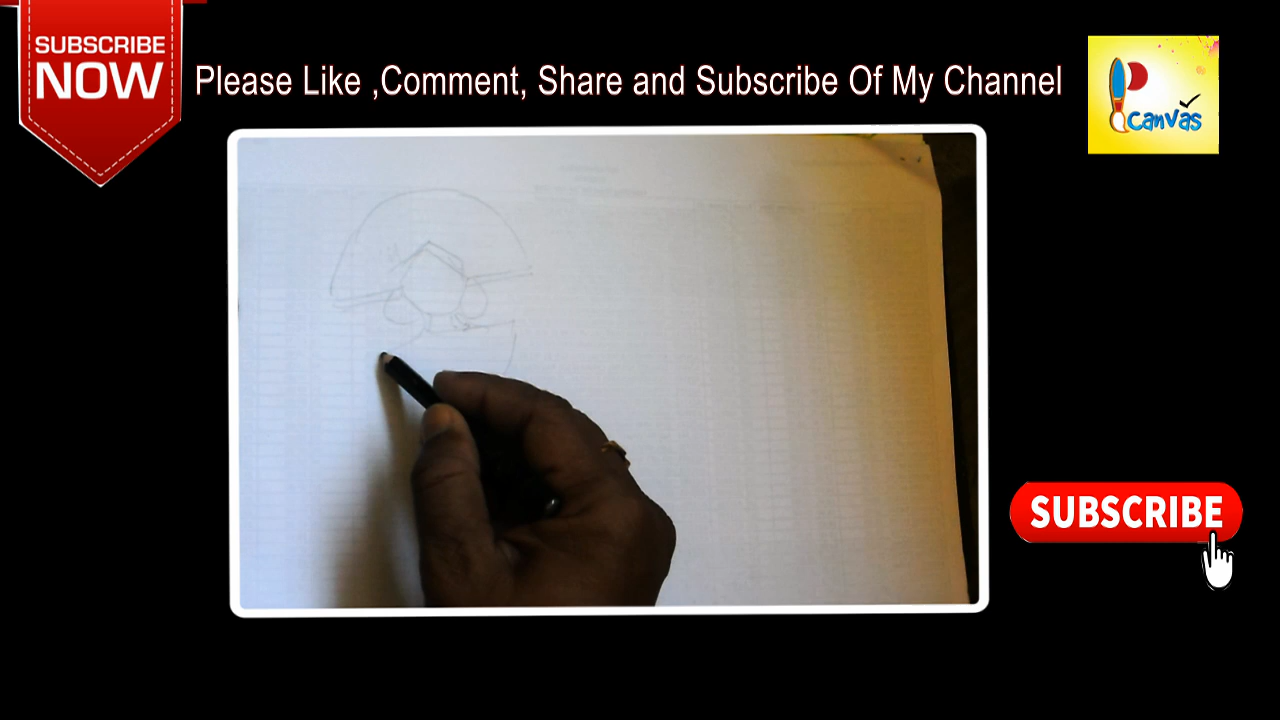 SUBSCRIBE
NOW
Please Like ,Comment, Share and Subscribe Of My Channel
P
Canvas
SUBSCRIBE